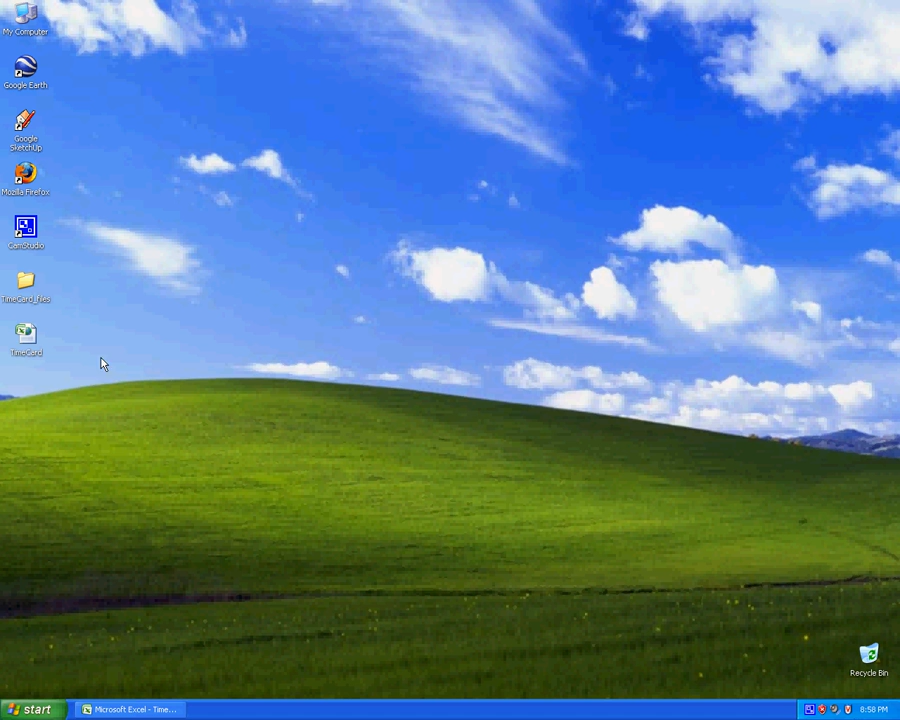 My Computer
Google Earth
Google
SketchUp
Mozilla Firefox
CamStudio
TimeCard_files
TimeCard
Recycle Bin
start
Microsoft Excel - Time...
8:58 PM